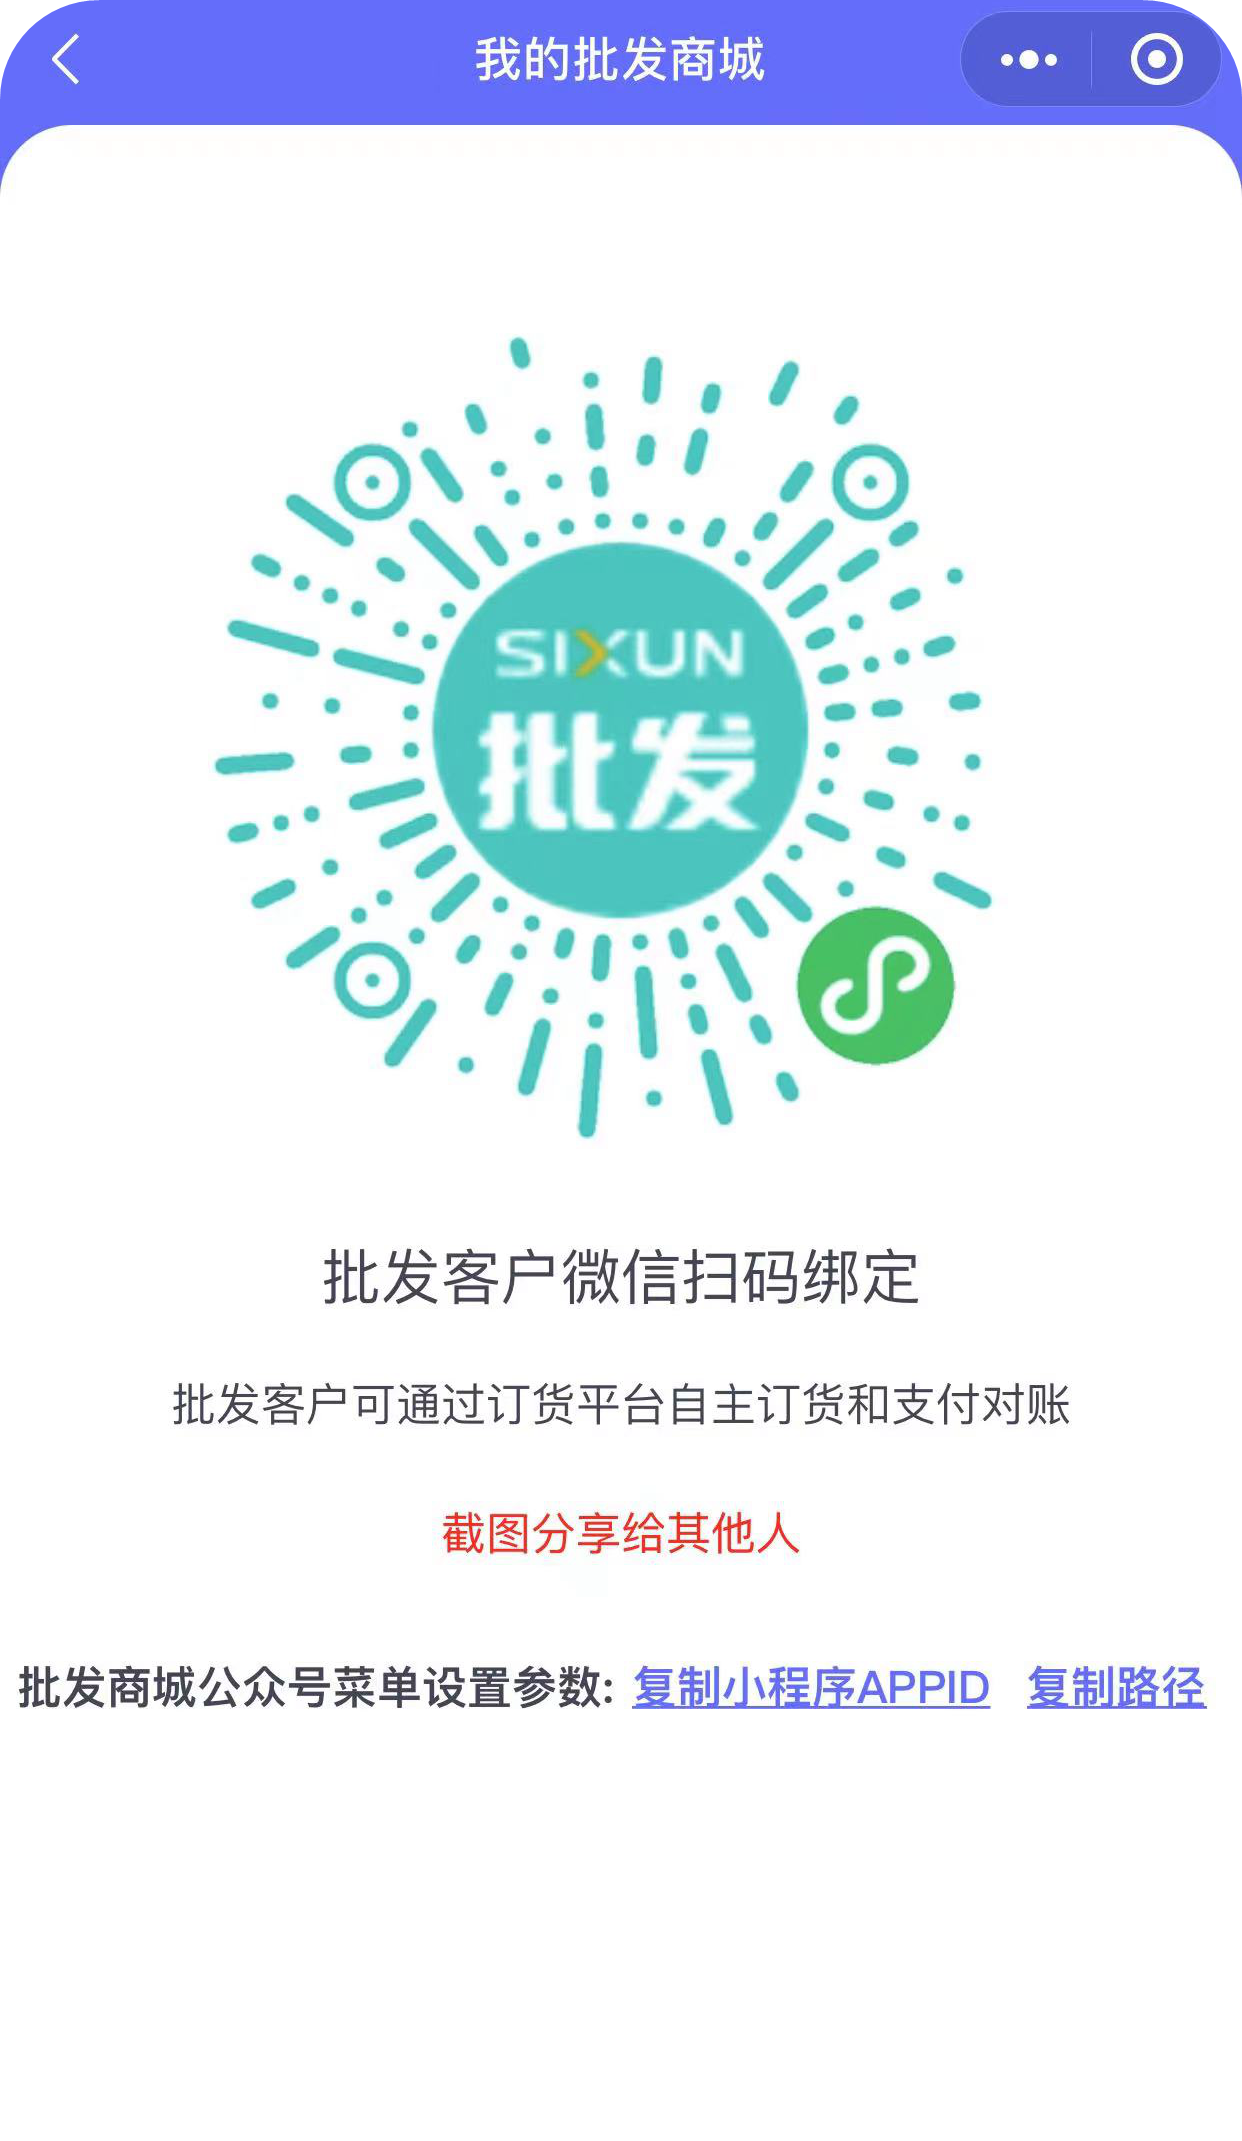 我的批发商城
SIXUN
批发
批发客户微信扫码绑定
批发客户可通过订货平台自主订货和支付对账
截图分享给其他人
批发商城公众号菜单设置参数: 复制小程序APPID 复制路径